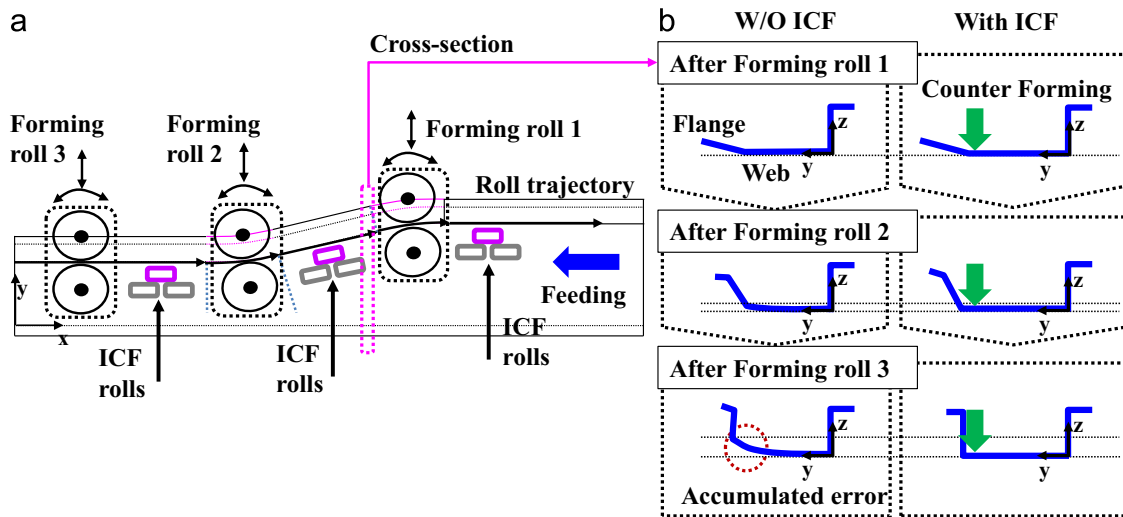 a
Cross-section
Forming
roll 3
Forming
roll 2
Forming roll 1
Roll trajectory
Feeding
y
x
ICF
rolls
ICF
rolls
ICF
rolls
b
W/O ICF
With ICF
After Forming roll 1
Counter Forming
Flange
Web
z
y
z
y
After Forming roll 2
z
y
z
y
After Forming roll 3
z
y
z
y
Accumulated error